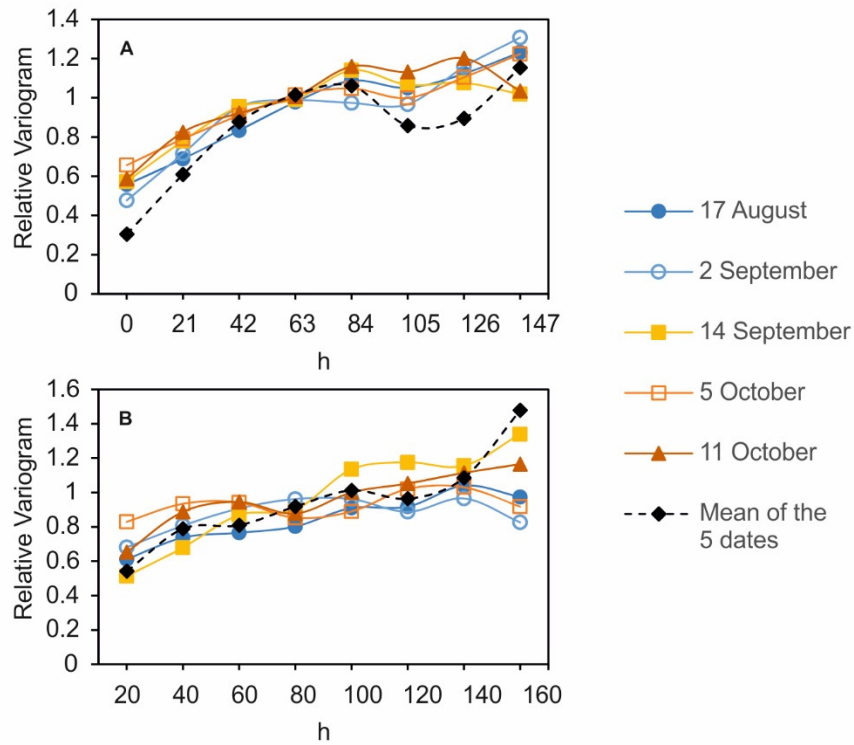 1.4
1.2
1
0.8
0.6
0.4
0.2
0
Relative Variogram
A
0 21 42 63 84 105 126 147
h
1.6
1.4
1.2
1
0.8
0.6
0.4
0.2
0
Relative Variogram
B
20 40 60 80 100 120 140 160
h
17 August
2 September
14 September
5 October
11 October
Mean of the
5 dates